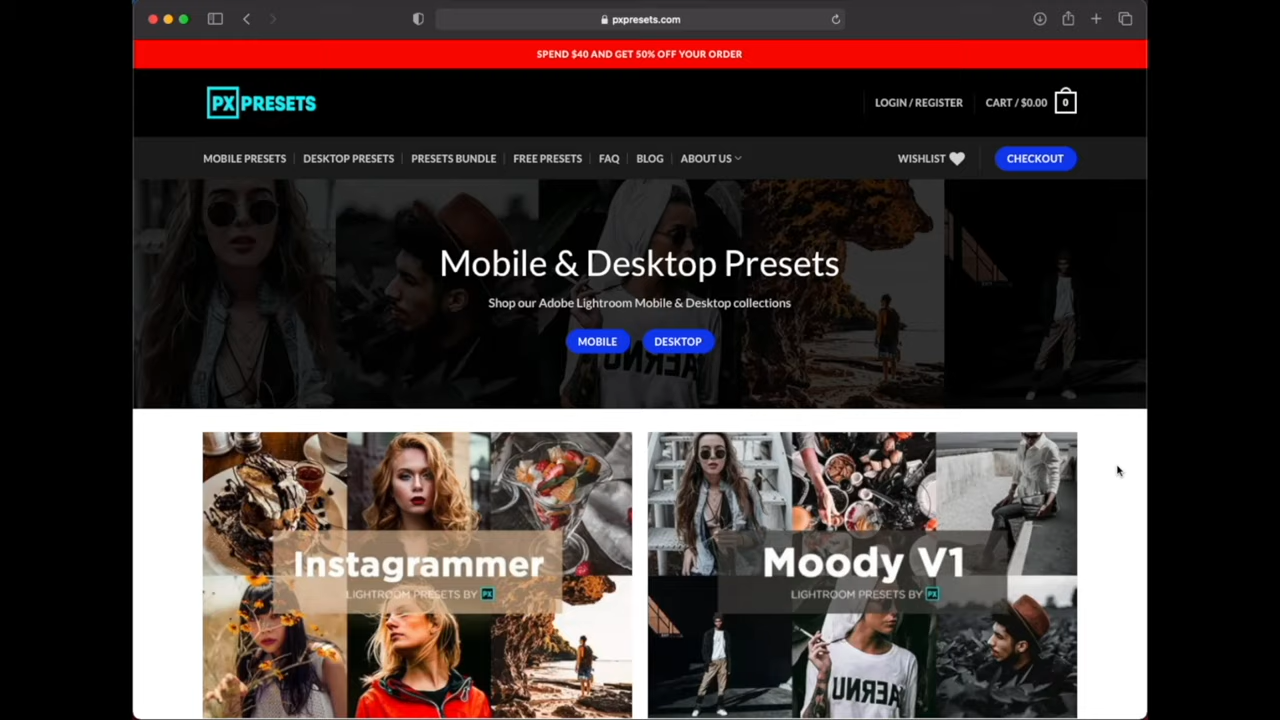 pxpresets.com
SPEND $40 AND GET 50% OFF YOUR ORDER
PX PRESETS
LOGIN / REGISTER
CART / $0.00
0
MOBILE PRESETS
DESKTOP PRESETS
PRESETS BUNDLE
FREE PRESETS
FAQ
BLOG
ABOUT US
WISHLIST
CHECKOUT
Mobile & Desktop Presets
Shop our Adobe Lightroom Mobile & Desktop collections
MOBILE
DESKTOP
Instagrammer
LIGHTROOM PRESETS BY PX
Moody V1
LIGHTROOM PRESETS BY PX